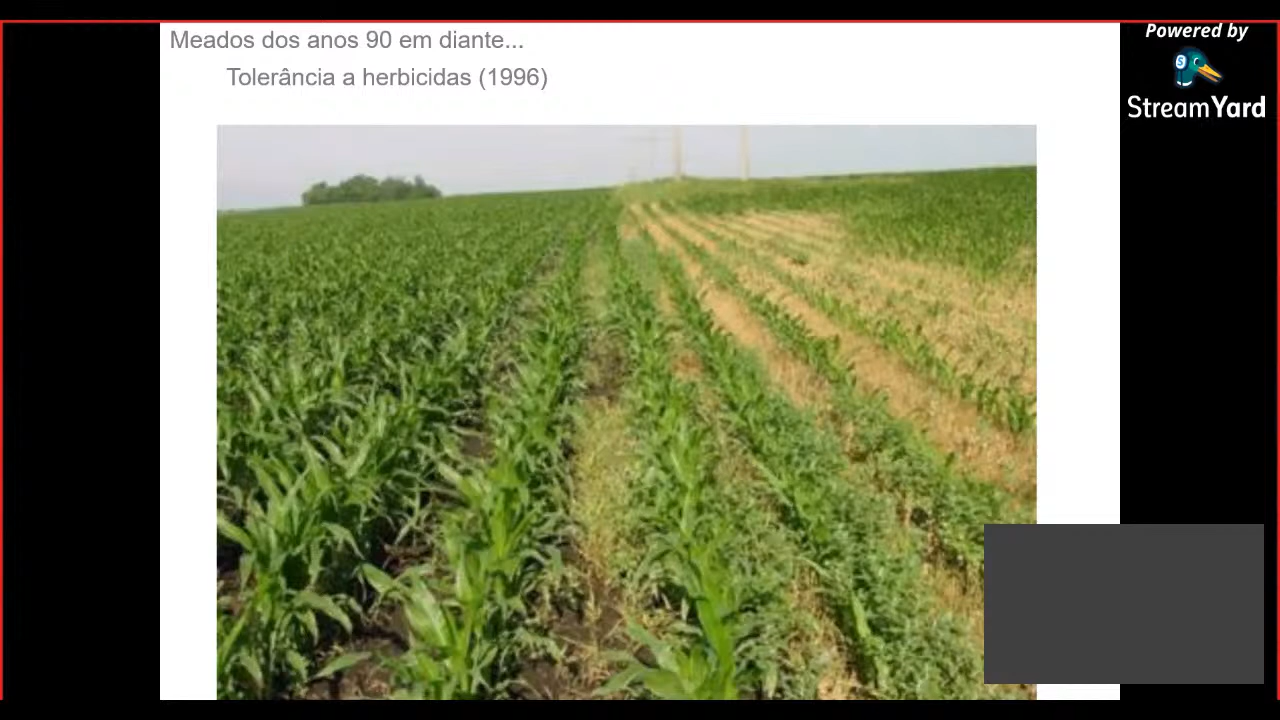 Meados dos anos 90 em diante...
Powered by
Tolerância a herbicidas (1996)
StreamYard